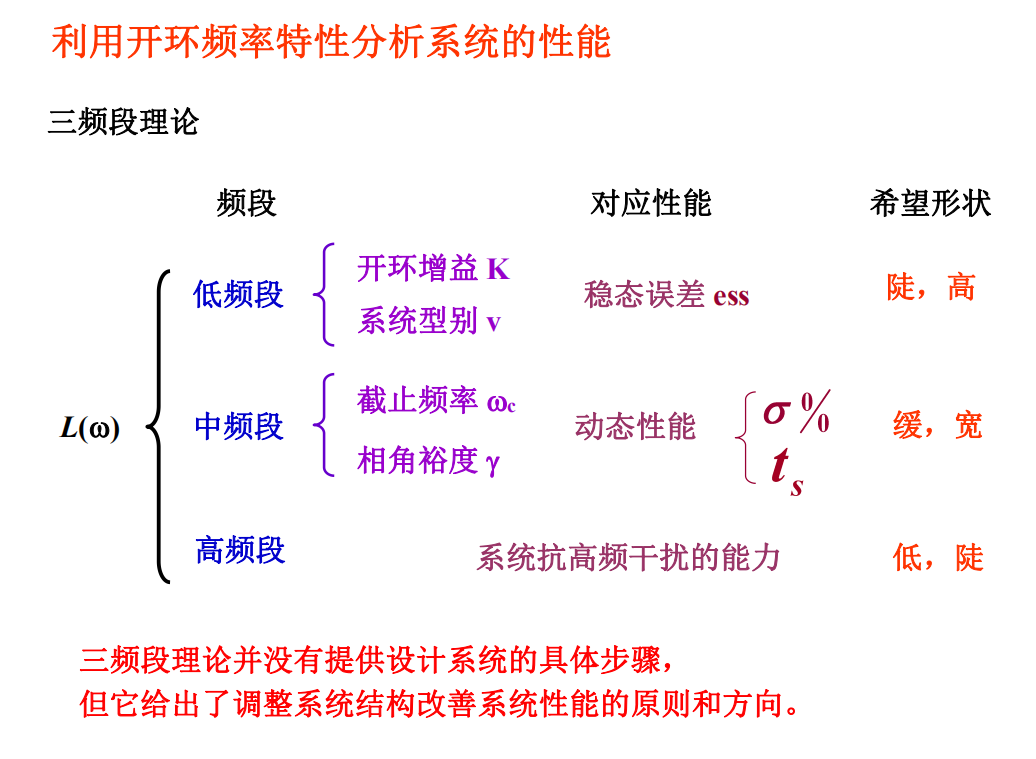 利用开环频率特性分析系统的性能
三频段理论
频段 对应性能 希望形状
L(ω)
低频段
开环增益 K
系统型别 v
稳态误差 ess
陡，高
中频段
截止频率 ωc
相角裕度 γ
动态性能
σ %
ts
缓，宽
高频段
系统抗高频干扰的能力
低，陡
三频段理论并没有提供设计系统的具体步骤，
但它给出了调整系统结构改善系统性能的原则和方向。